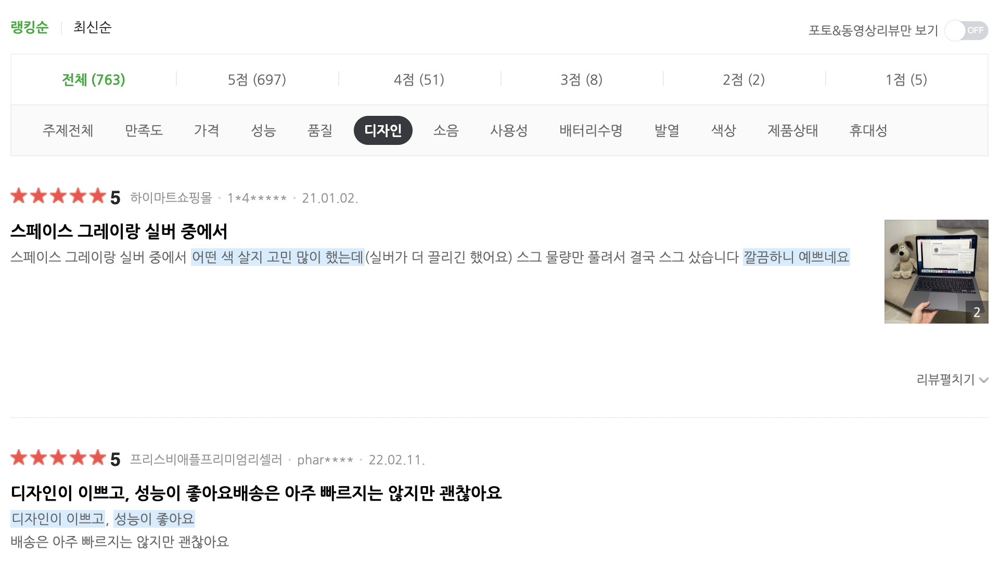 랭킹순 최신순 포토&동영상리뷰만 보기 OFF
전체 (763) 5점 (697) 4점 (51) 3점 (8) 2점 (2) 1점 (5)
주제전체 만족도 가격 성능 품질 디자인 소음 사용성 배터리수명 발열 색상 제품상태 휴대성
5 하이마트쇼핑몰 · 1*4***** · 21.01.02.
스페이스 그레이랑 실버 중에서
스페이스 그레이랑 실버 중에서 어떤 색 살지 고민 많이 했는데(실버가 더 끌리긴 했어요) 스그 물량만 풀려서 결국 스그 샀습니다 깔끔하니 예쁘네요
2
리뷰펼치기
5 프리스비애플프리미엄리셀러 · phar**** · 22.02.11.
디자인이 이쁘고, 성능이 좋아요배송은 아주 빠르지는 않지만 괜찮아요
디자인이 이쁘고, 성능이 좋아요
배송은 아주 빠르지는 않지만 괜찮아요